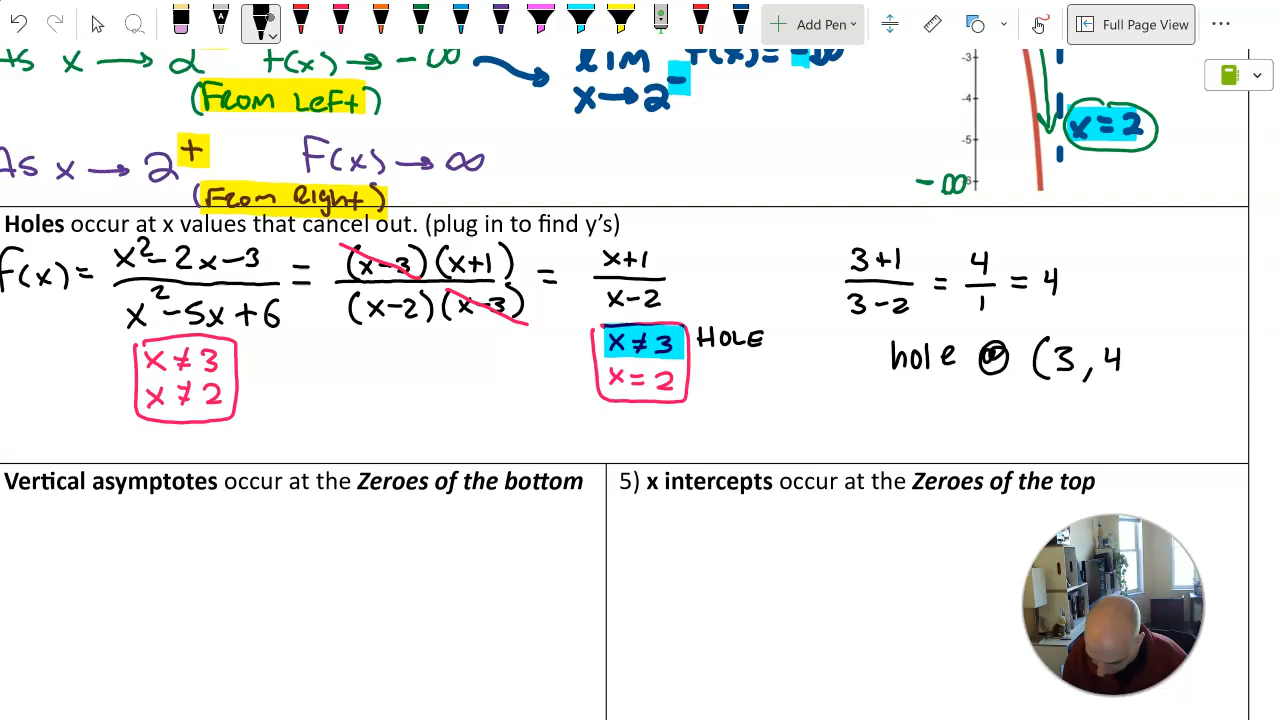 Add Pen
Full Page View
As x → 2 f(x) → -∞
(From Left)
lim f(x) = -∞
x → 2⁻
-3
-4
-5
-6
x = 2
-∞
As x → 2⁺ F(x) → ∞
(From Right)
Holes occur at x values that cancel out. (plug in to find y's)
f(x) = x² - 2x - 3 / x² - 5x + 6 = (x-3)(x+1) / (x-2)(x-3) = x+1 / x-2
3+1 / 3-2 = 4/1 = 4
x ≠ 3
x ≠ 2
x ≠ 3 HOLE
x = 2
hole @ (3, 4
Vertical asymptotes occur at the Zeroes of the bottom
5) x intercepts occur at the Zeroes of the top